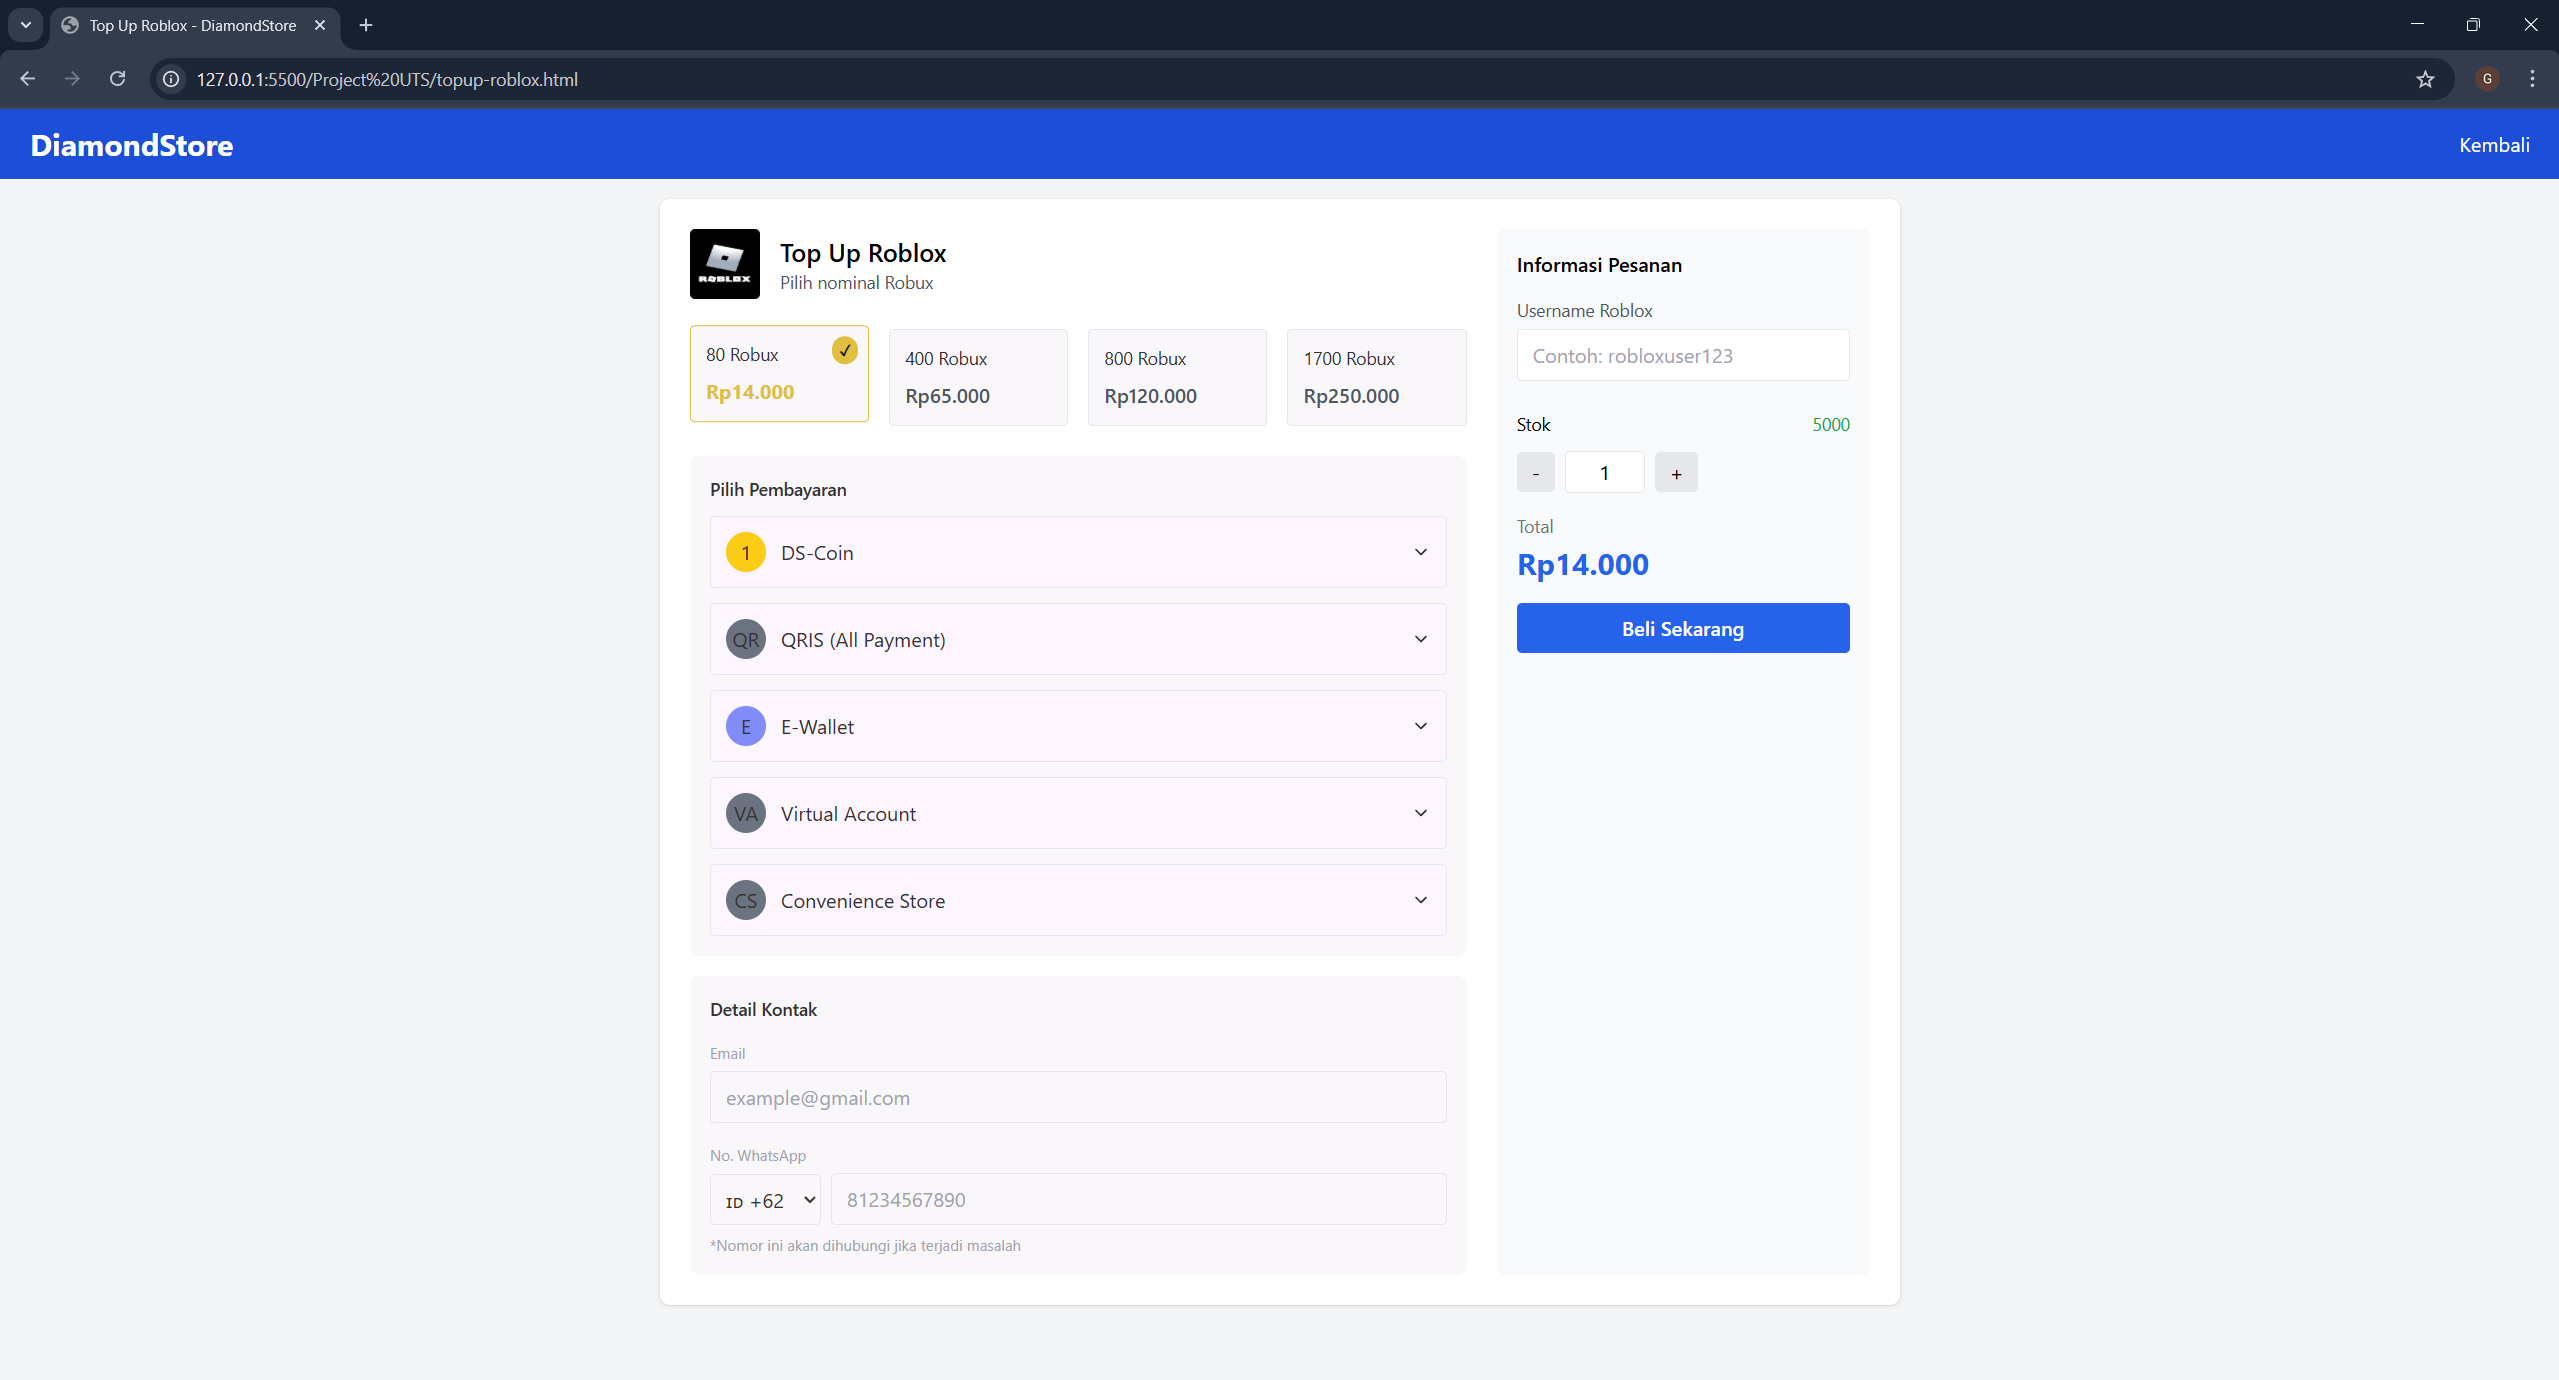 Top Up Roblox - DiamondStore
127.0.0.1:5500/Project%20UTS/topup-roblox.html
G
DiamondStore
Kembali
ROBLOX
Top Up Roblox
Pilih nominal Robux
80 Robux
Rp14.000
400 Robux
Rp65.000
800 Robux
Rp120.000
1700 Robux
Rp250.000
Pilih Pembayaran
1 DS-Coin
QR QRIS (All Payment)
E E-Wallet
VA Virtual Account
CS Convenience Store
Detail Kontak
Email
example@gmail.com
No. WhatsApp
ID +62 81234567890
*Nomor ini akan dihubungi jika terjadi masalah
Informasi Pesanan
Username Roblox
Contoh: robloxuser123
Stok 5000
- 1 +
Total
Rp14.000
Beli Sekarang